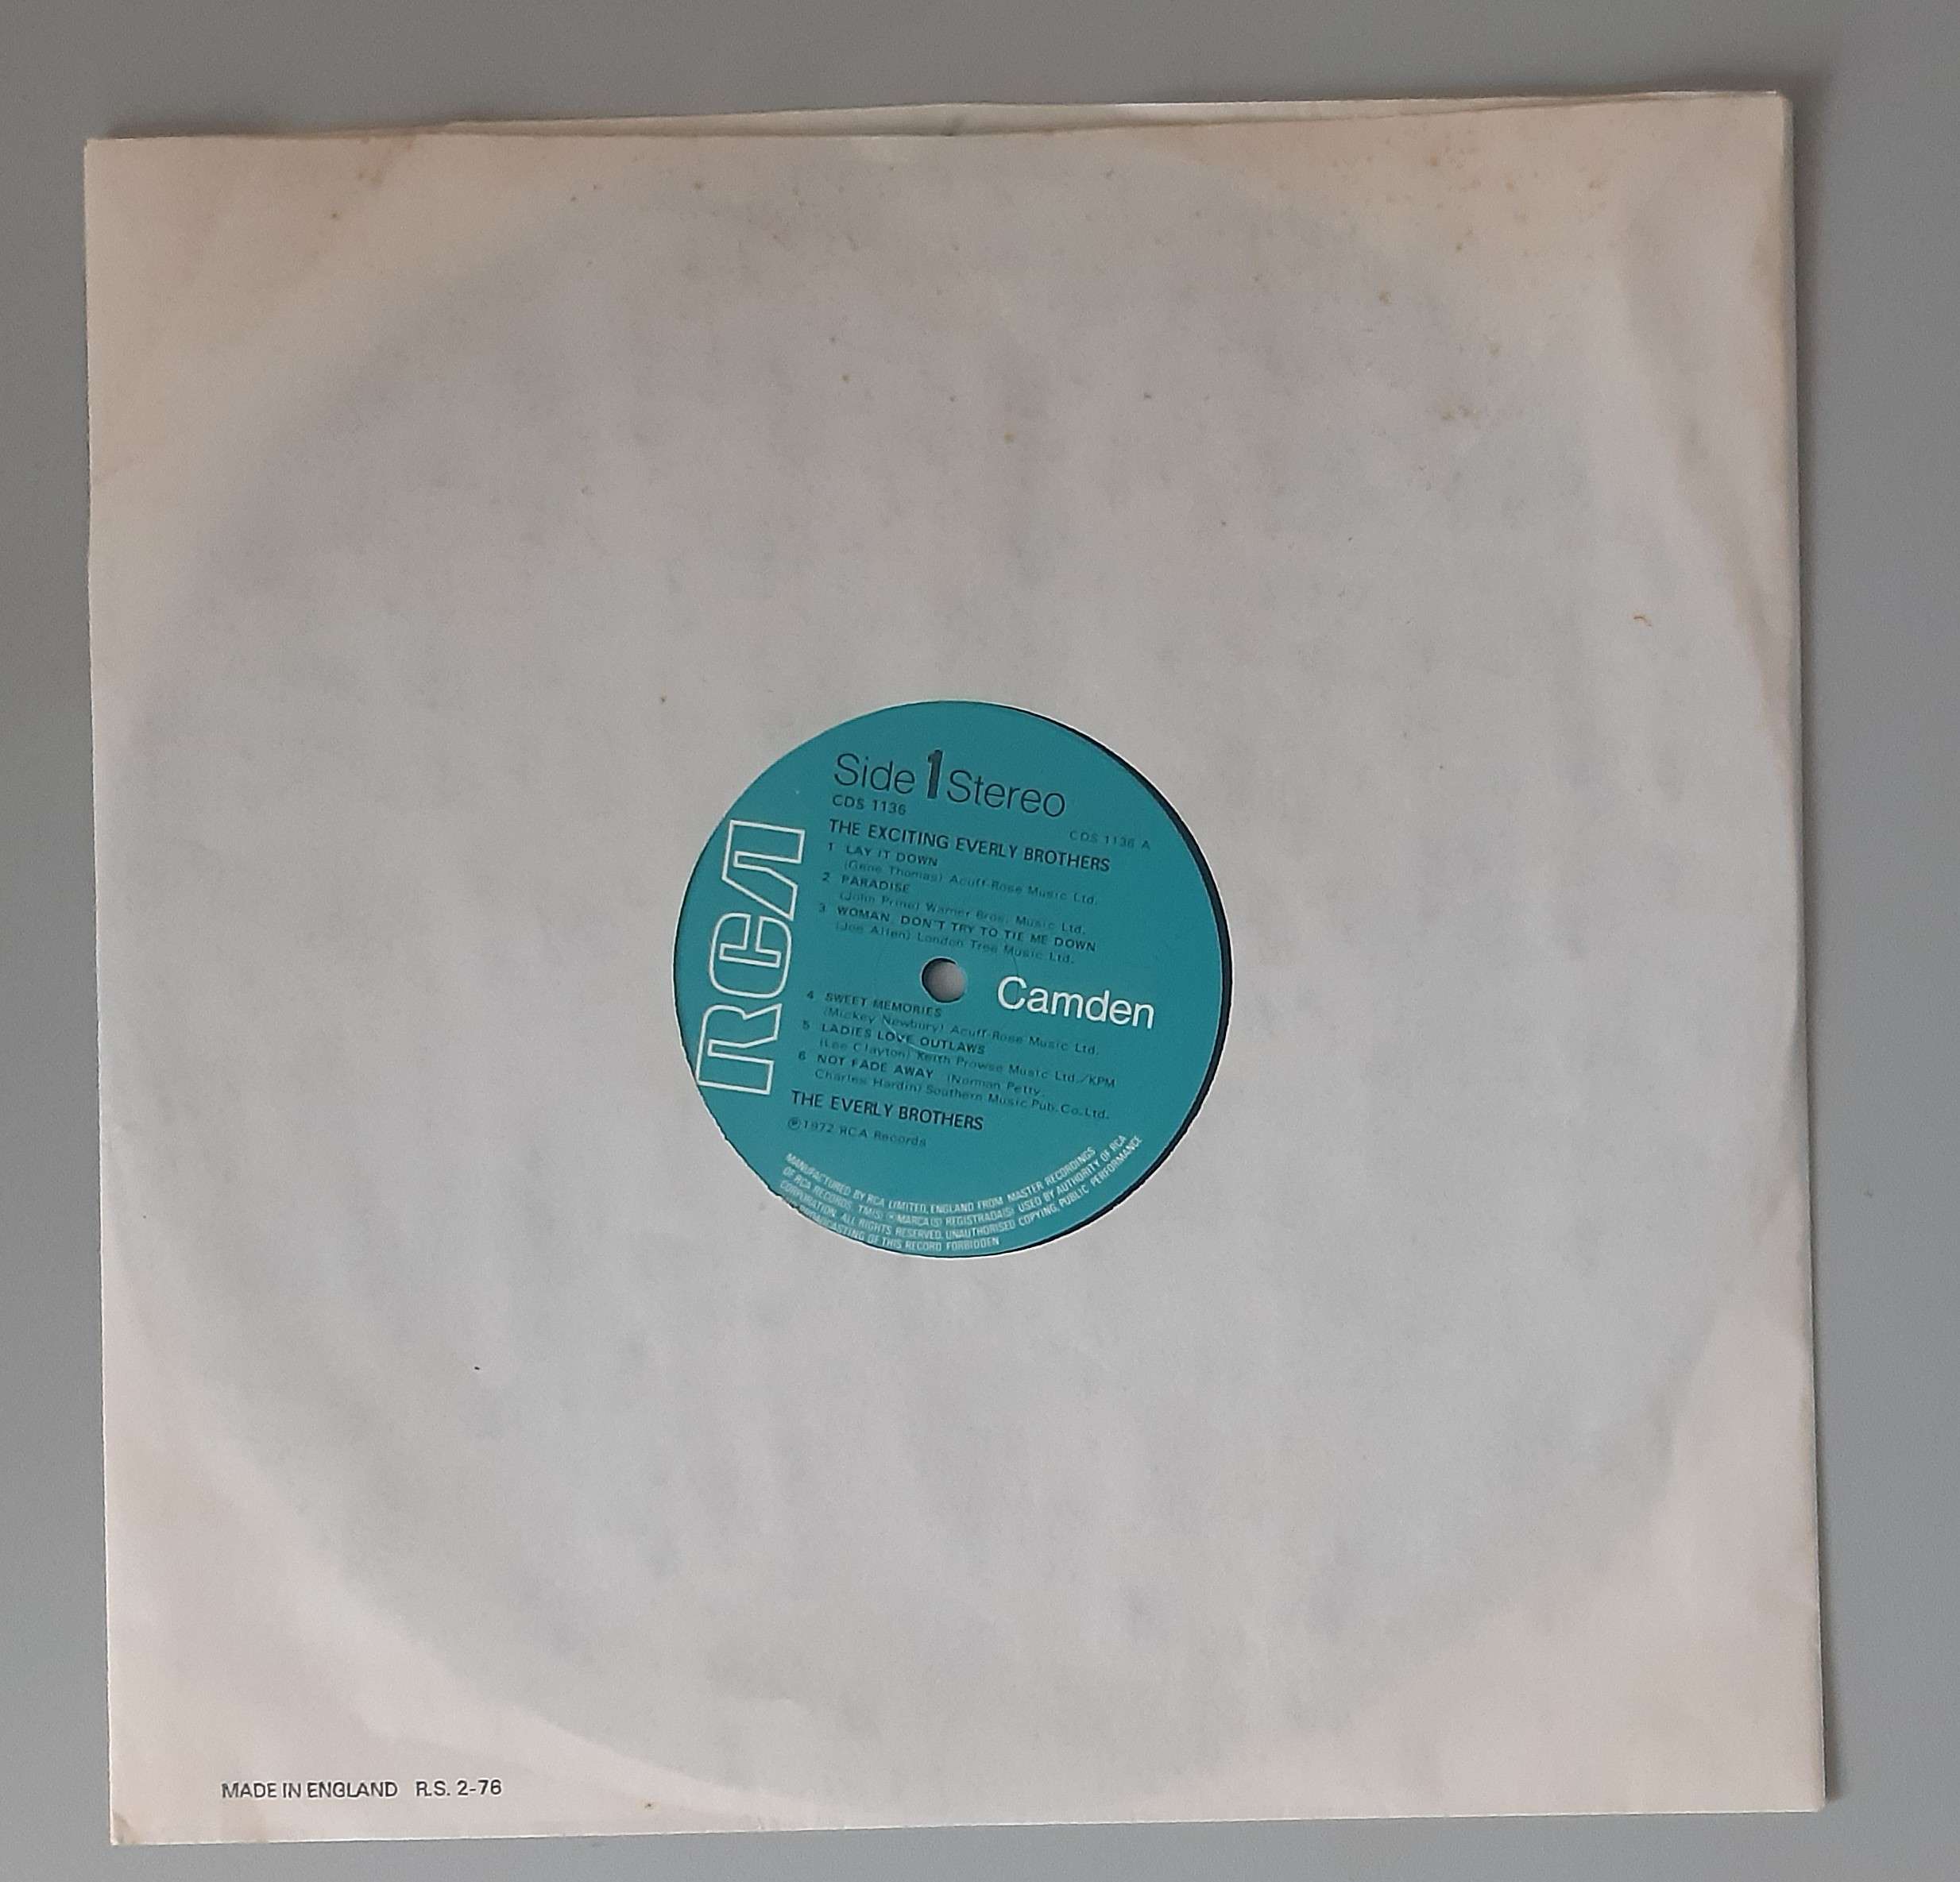 Side 1 Stereo
CDS 1136
CDS 1136 A
THE EXCITING EVERLY BROTHERS
1 LAY IT DOWN
(Gene Thomas) Acuff-Rose Music Ltd.
2 PARADISE
(John Prine) Warner Bros. Music Ltd.
3 WOMAN, DON'T TRY TO TIE ME DOWN
(Joe Allen) London Tree Music Ltd.
RCA
Camden
4 SWEET MEMORIES
(Mickey Newbury) Acuff-Rose Music Ltd.
5 LADIES LOVE OUTLAWS
(Lee Clayton) Keith Prowse Music Ltd./KPM
6 NOT FADE AWAY (Norman Petty,
Charles Hardin) Southern Music Pub. Co. Ltd.
THE EVERLY BROTHERS
℗ 1972 RCA Records
MANUFACTURED BY RCA LIMITED, ENGLAND FROM MASTER RECORDINGS
OF RCA RECORDS. TM(S) ® MARCA(S) REGISTRADA(S) USED BY AUTHORITY OF RCA
CORPORATION. ALL RIGHTS RESERVED. UNAUTHORISED COPYING, PUBLIC PERFORMANCE
BROADCASTING OF THIS RECORD FORBIDDEN
MADE IN ENGLAND R.S. 2-76